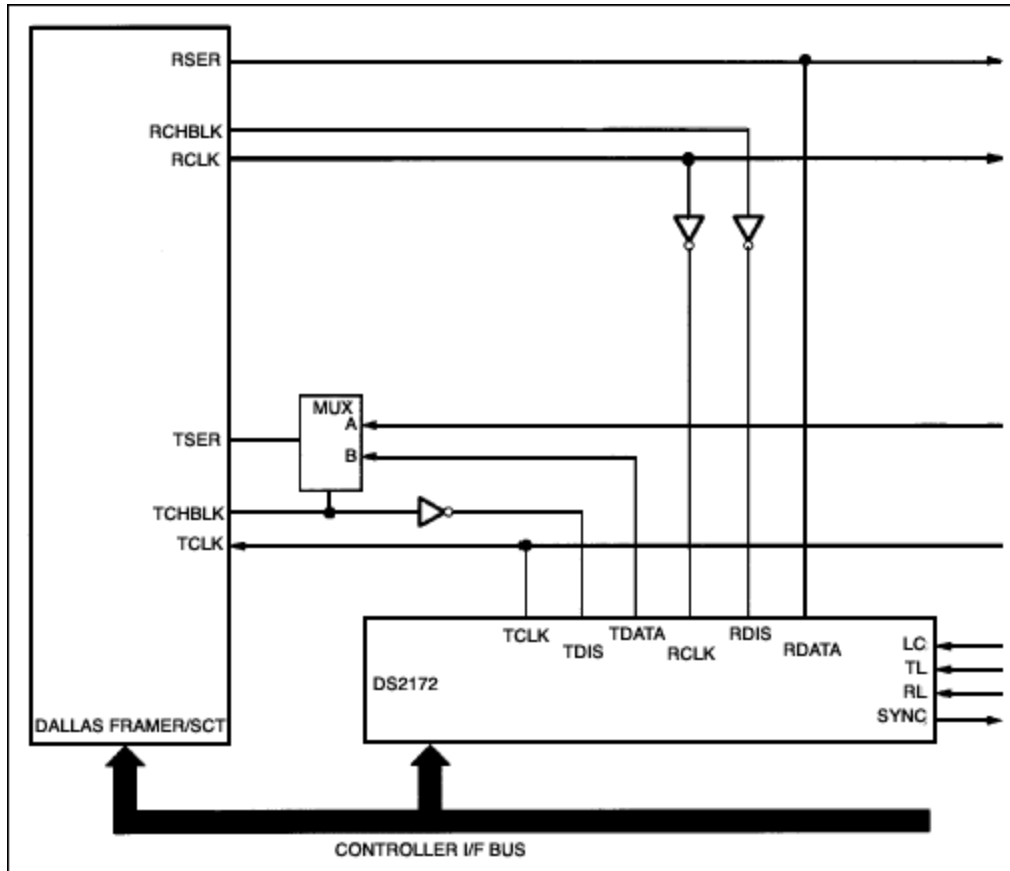 RSER
RCHBLK
RCLK
MUX
A
TSER
B
TCHBLK
TCLK
TCLK
TDIS
TDATA
RCLK
RDIS
RDATA
LC
TL
DS2172
RL
SYNC
DALLAS FRAMER/SCT
CONTROLLER I/F BUS